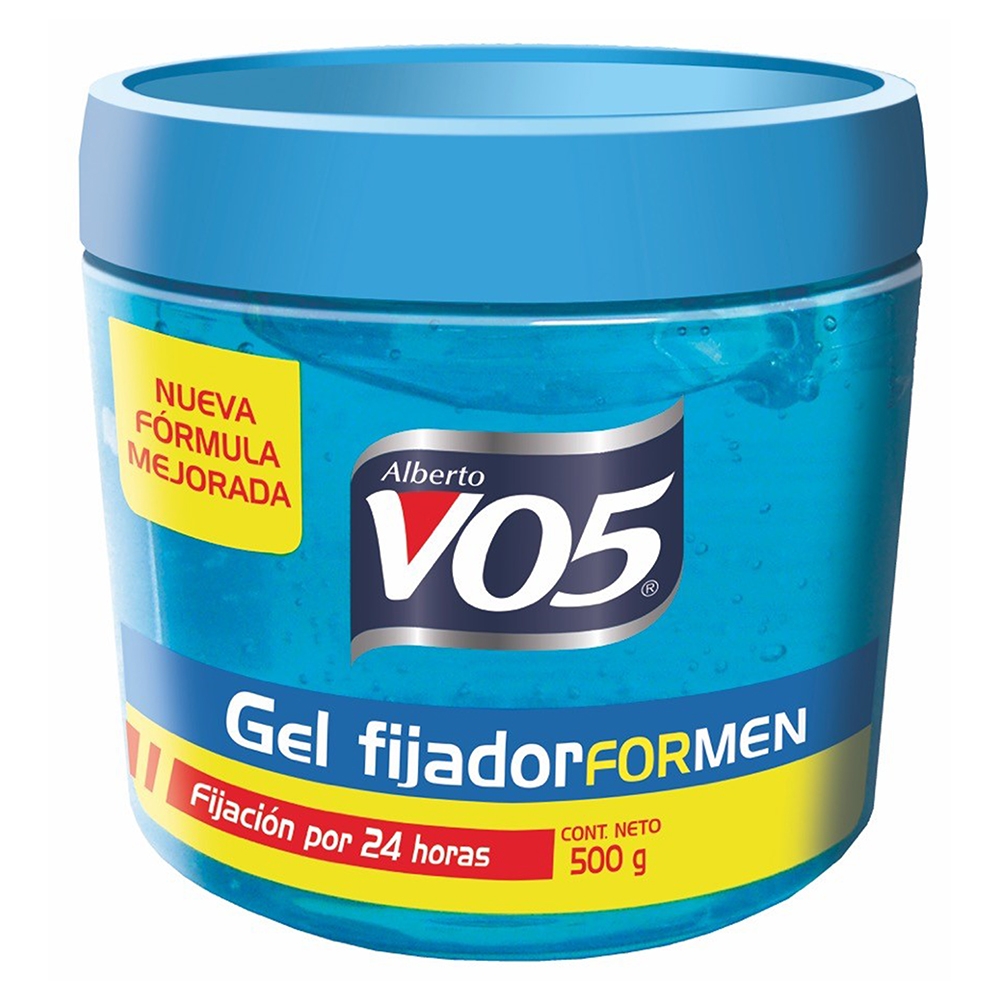 NUEVA
FÓRMULA
MEJORADA
Alberto
VO5®
Gel fijadorFORMEN
Fijación por 24 horas
CONT. NETO
500 g